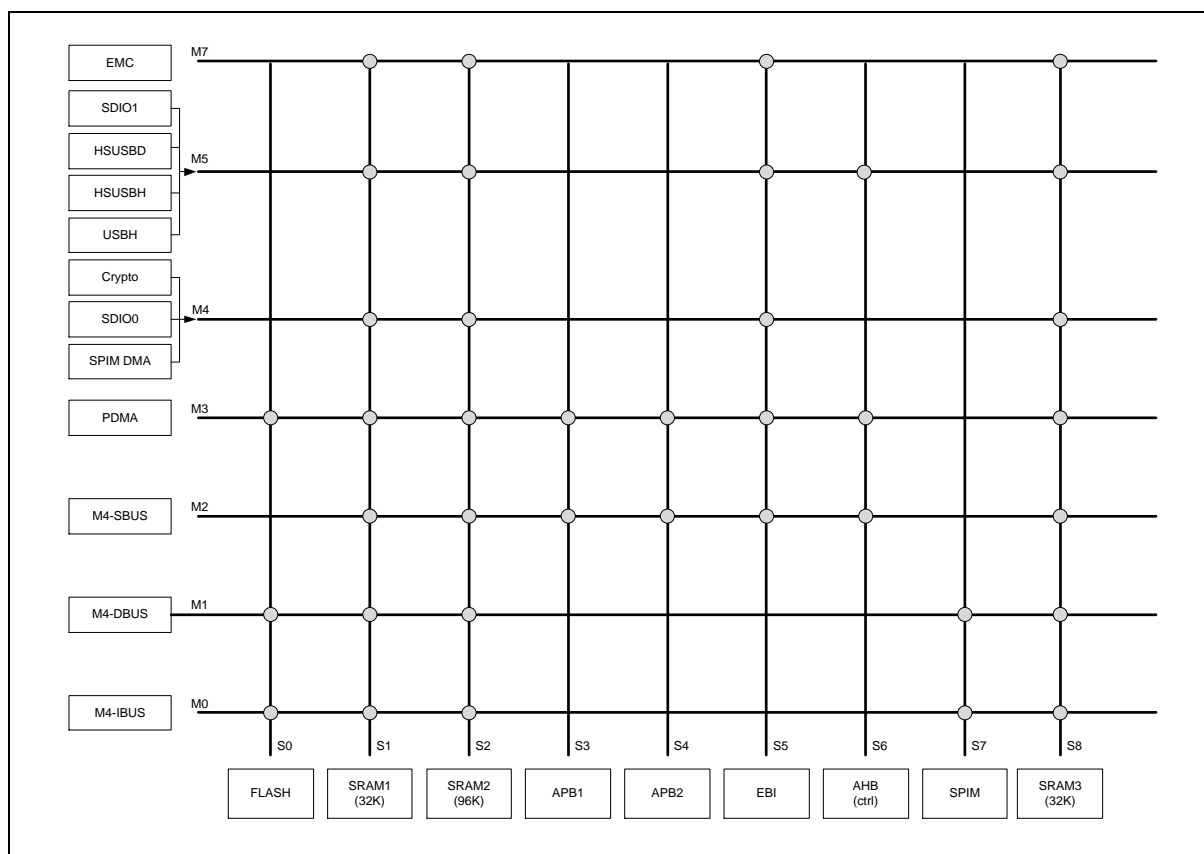 EMC
M7
SDIO1
HSUSBD
M5
HSUSBH
USBH
Crypto
SDIO0
M4
SPIM DMA
PDMA
M3
M4-SBUS
M2
M4-DBUS
M1
M4-IBUS
M0
S0
S1
S2
S3
S4
S5
S6
S7
S8
FLASH
SRAM1
(32K)
SRAM2
(96K)
APB1
APB2
EBI
AHB
(ctrl)
SPIM
SRAM3
(32K)